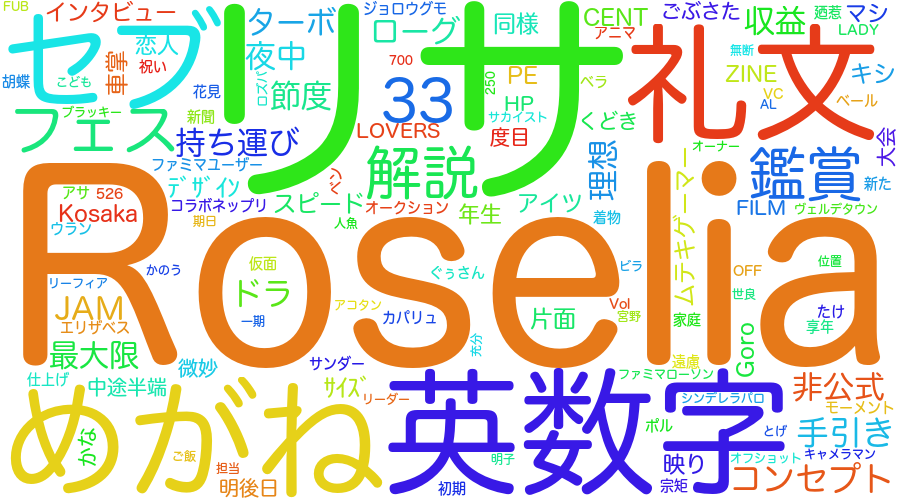 FUB
インタビュー
セブ
リサ
ターボ
ジョロウグモ
ローグ
同様
CENT
アニマ
ごぶさた
収益
廼惹
マシ
LADY
恋人
夜中
礼文
無断
胡蝶
こども
車掌
祝い
花見
ロズバ
節度
700
33
250
PE
HP
サカイスト
ベラ
ZINE
VC
AL
キシ
ベール
フェス
ブラッキー
新聞
持ち運び
LOVERS
度目
くどき
オーナー
大会
ファミマユーザー
デザイン
解説
理想
鑑賞
新た
アサ
526
コラボネップリ
スピード
ペン
オークション
年生
アイツ
FILM
ヴェルデタウン
Kosaka
ウラン
期日
人魚
着物
ムテキゲーマー
Roselia
かのう
仮面
ぐぅさん
ビラ
OFF
位置
リーフィア
ドラ
世良
JAM
アコタン
Vol
宮野
たけ
エリザベス
一期
カパリュ
片面
家庭
享年
最大限
充分
Goro
微妙
サンダー
遠慮
仕上げ
中途半端
サイズ
リーダー
ファミマローソン
非公式
めがね
英数字
シンデレラパロ
モーメント
かな
ポル
とげ
手引き
ご飯
担当
明子
映り
オフショット
キャメラマン
明後日
初期
宗矩
コンセプト